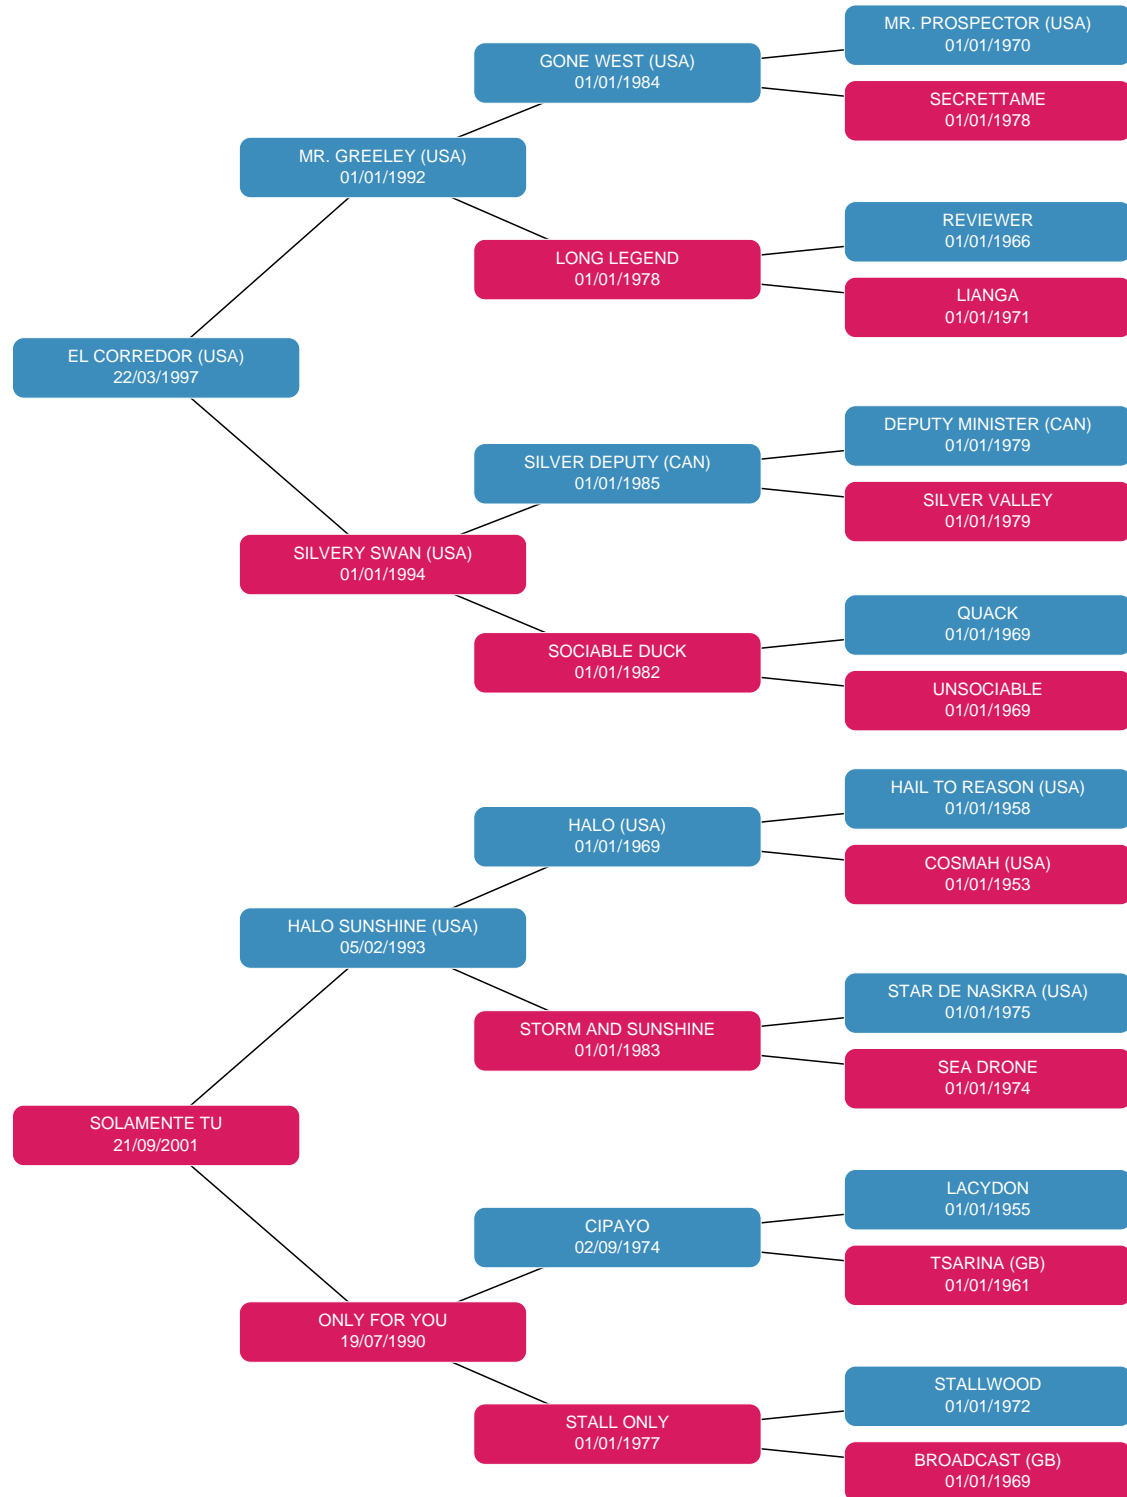 MR. PROSPECTOR (USA)
01/01/1970
GONE WEST (USA)
01/01/1984
SECRETTAME
01/01/1978
MR. GREELEY (USA)
01/01/1992
REVIEWER
01/01/1966
LONG LEGEND
01/01/1978
LIANGA
01/01/1971
EL CORREDOR (USA)
22/03/1997
DEPUTY MINISTER (CAN)
01/01/1979
SILVER DEPUTY (CAN)
01/01/1985
SILVER VALLEY
01/01/1979
SILVERY SWAN (USA)
01/01/1994
QUACK
01/01/1969
SOCIABLE DUCK
01/01/1982
UNSOCIABLE
01/01/1969
HAIL TO REASON (USA)
01/01/1958
HALO (USA)
01/01/1969
COSMAH (USA)
01/01/1953
HALO SUNSHINE (USA)
05/02/1993
STAR DE NASKRA (USA)
01/01/1975
STORM AND SUNSHINE
01/01/1983
SEA DRONE
01/01/1974
SOLAMENTE TU
21/09/2001
LACYDON
01/01/1955
CIPAYO
02/09/1974
TSARINA (GB)
01/01/1961
ONLY FOR YOU
19/07/1990
STALLWOOD
01/01/1972
STALL ONLY
01/01/1977
BROADCAST (GB)
01/01/1969